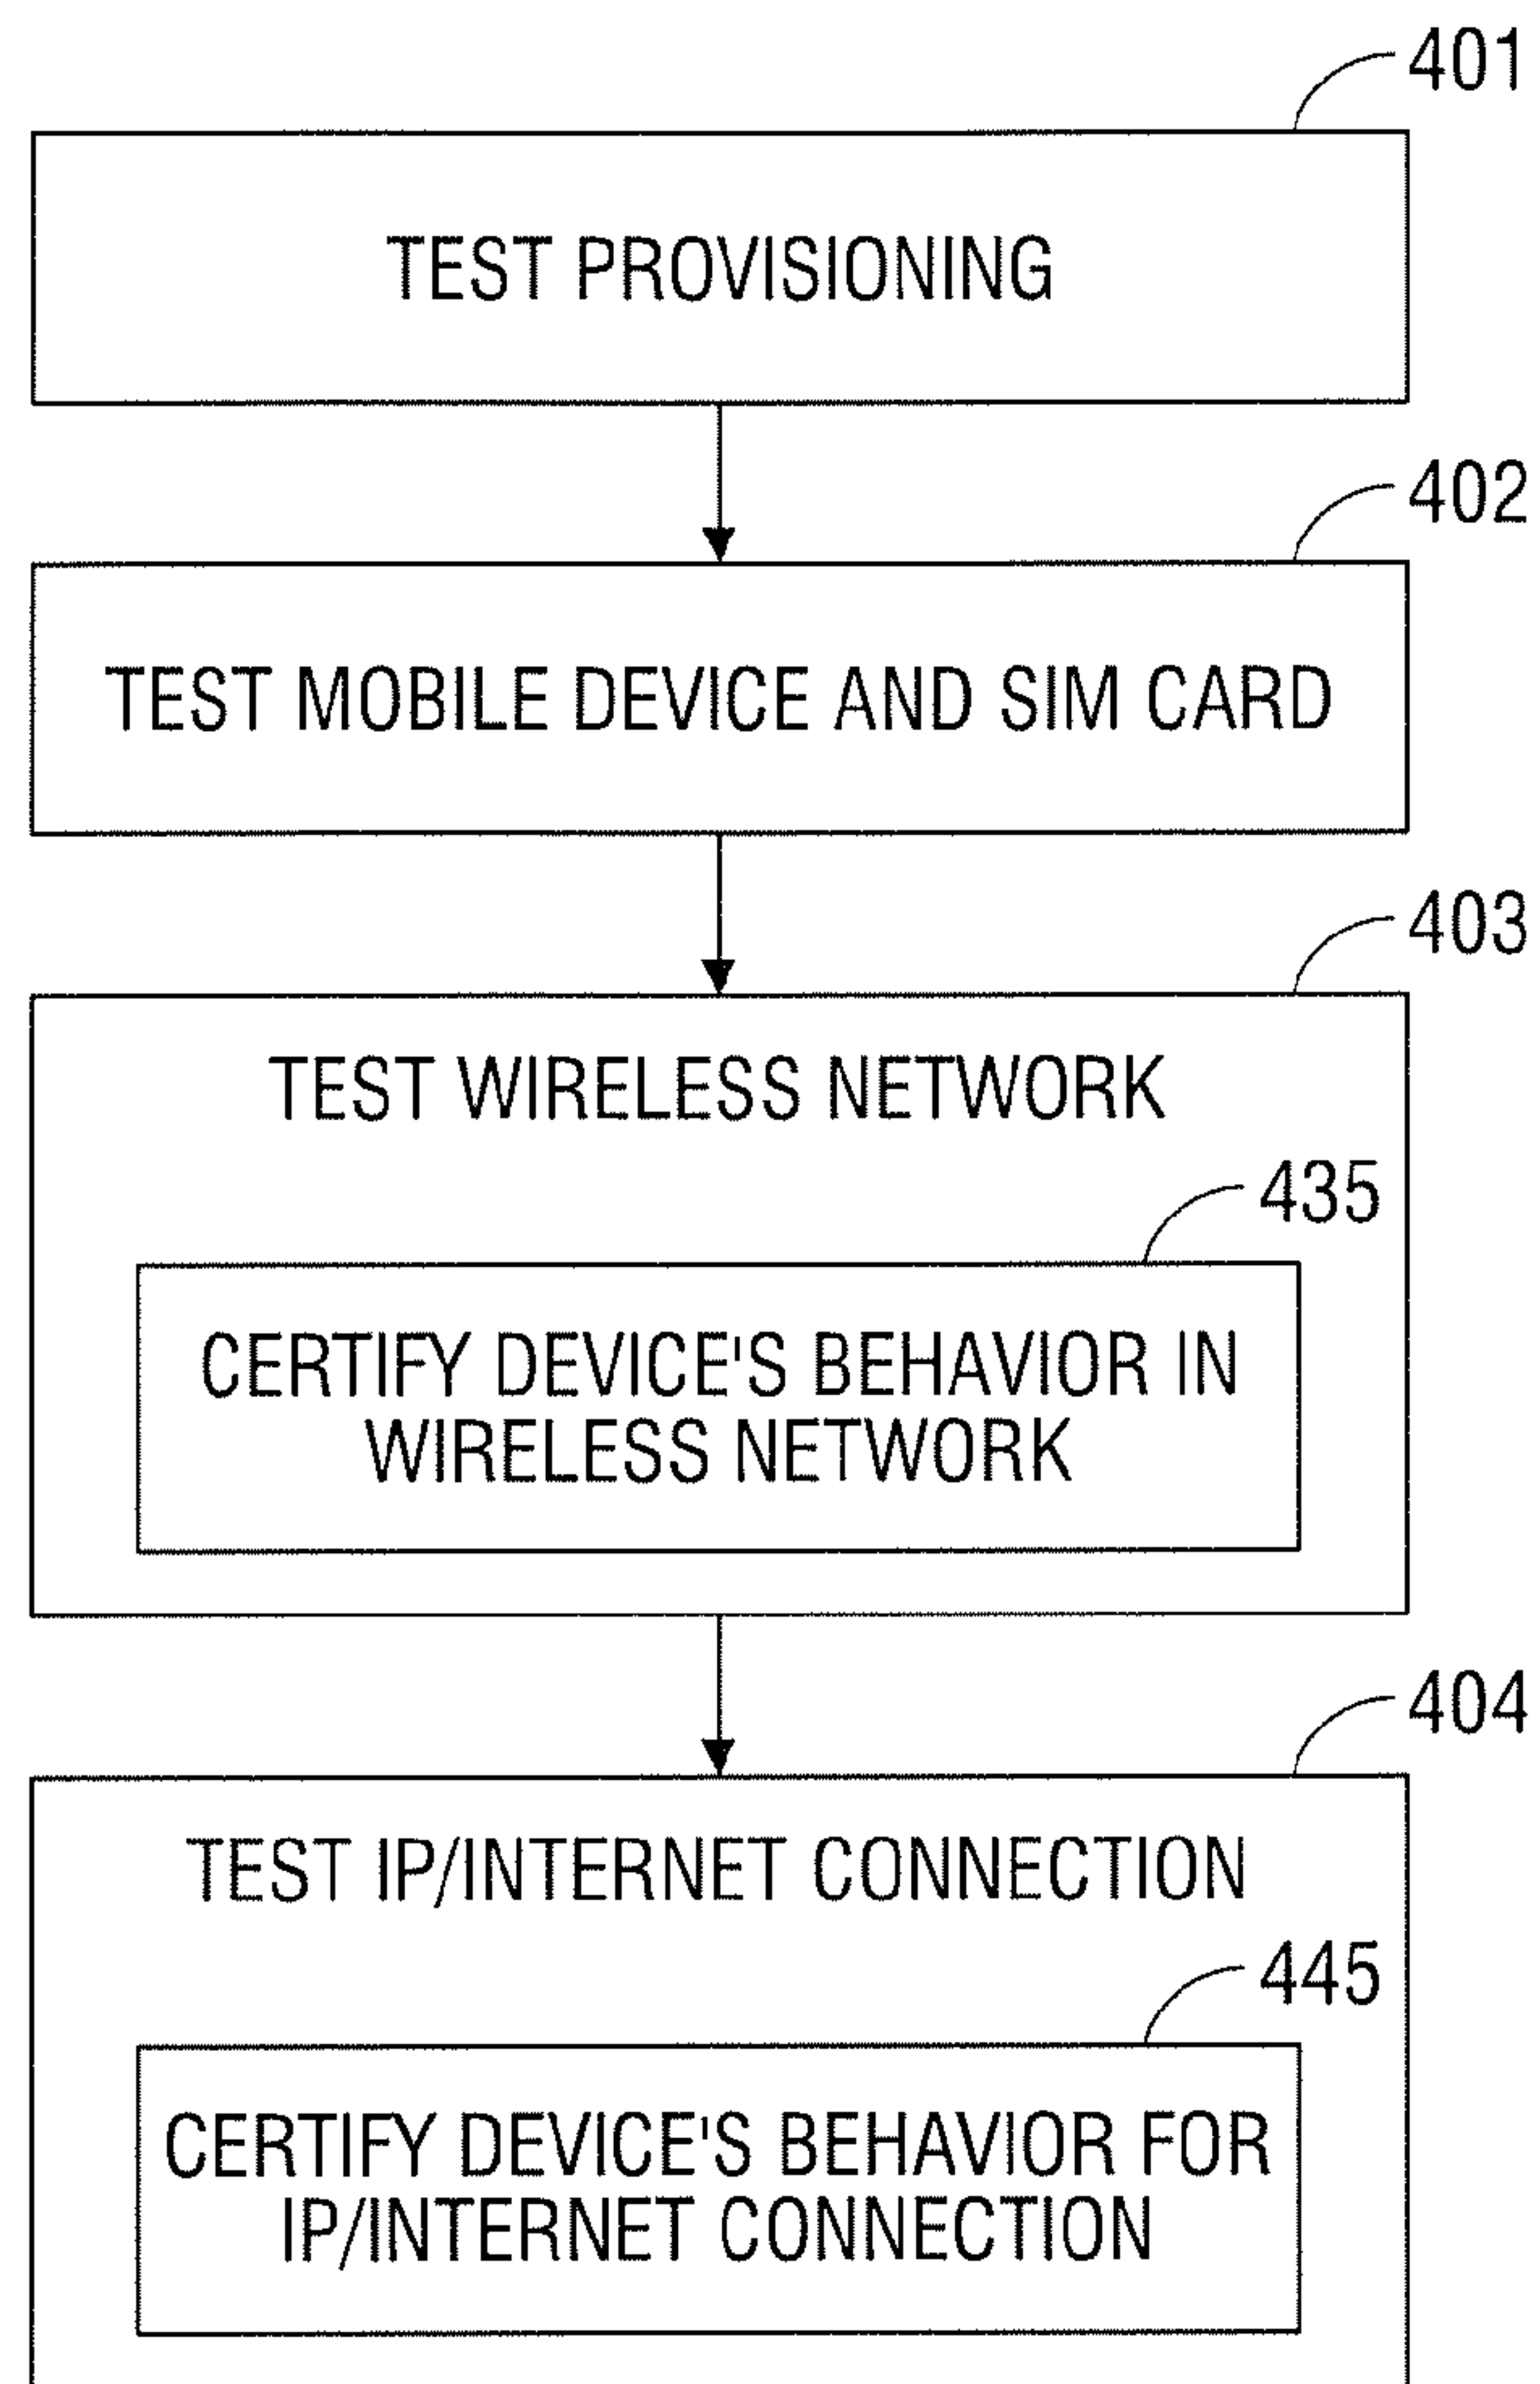 401
TEST PROVISIONING
402
TEST MOBILE DEVICE AND SIM CARD
403
TEST WIRELESS NETWORK
435
CERTIFY DEVICE'S BEHAVIOR IN
WIRELESS NETWORK
404
TEST IP/INTERNET CONNECTION
445
CERTIFY DEVICE'S BEHAVIOR FOR
IP/INTERNET CONNECTION